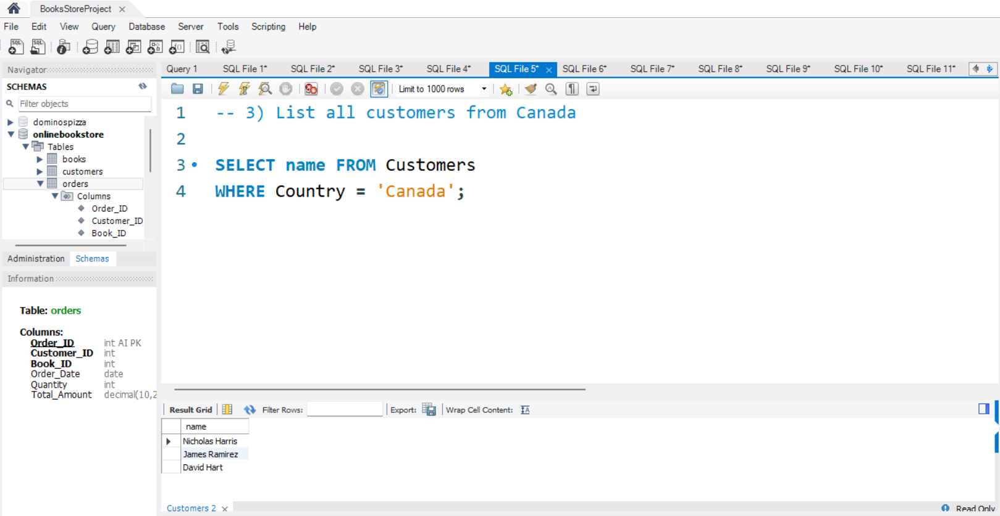 BooksStoreProject ×
File Edit View Query Database Server Tools Scripting Help
Navigator
SCHEMAS
Filter objects
dominospizza
onlinebookstore
Tables
books
customers
orders
Columns
Order_ID
Customer_ID
Book_ID
Administration Schemas
Information
Table: orders
Columns:
Order_ID int AI PK
Customer_ID int
Book_ID int
Order_Date date
Quantity int
Total_Amount decimal(10,2
Query 1 SQL File 1* SQL File 2* SQL File 3* SQL File 4* SQL File 5* × SQL File 6* SQL File 7* SQL File 8* SQL File 9* SQL File 10* SQL File 11*
Limit to 1000 rows
1 -- 3) List all customers from Canada
2
3 SELECT name FROM Customers
4 WHERE Country = 'Canada';
Result Grid Filter Rows: Export: Wrap Cell Content:
name
Nicholas Harris
James Ramirez
David Hart
Customers 2 ×
Read Only